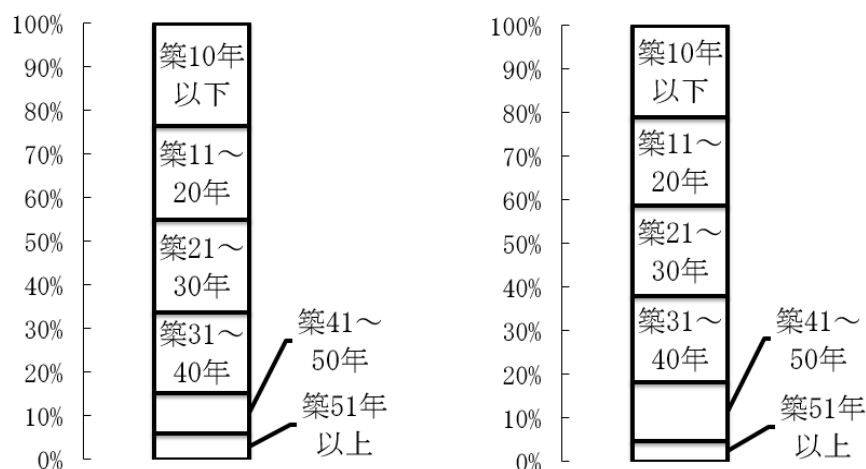 100%
90%
80%
70%
60%
50%
40%
30%
20%
10%
0%
築10年
以下
築11～
20年
築21～
30年
築31～
40年
築41～
50年
築51年
以上
100%
90%
80%
70%
60%
50%
40%
30%
20%
10%
0%
築10年
以下
築11～
20年
築21～
30年
築31～
40年
築41～
50年
築51年
以上